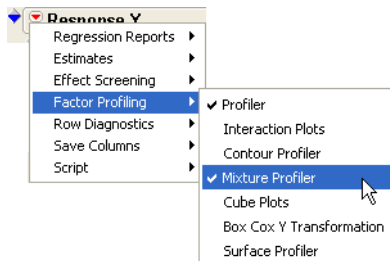 Response Y
Regression Reports
Estimates
Effect Screening
Factor Profiling
Row Diagnostics
Save Columns
Script
Profiler
Interaction Plots
Contour Profiler
Mixture Profiler
Cube Plots
Box Cox Y Transformation
Surface Profiler